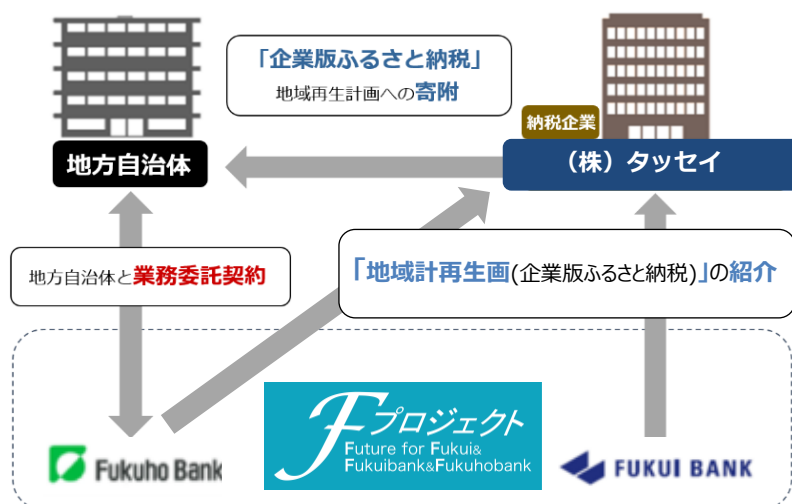 「企業版ふるさと納税」
地域再生計画への寄附
納税企業
地方自治体
（株）タッセイ
地方自治体と業務委託契約
「地域計再生画(企業版ふるさと納税)」の紹介
Fプロジェクト
Future for Fukui&
Fukuibank&Fukuhobank
Fukuho Bank
FUKUI BANK